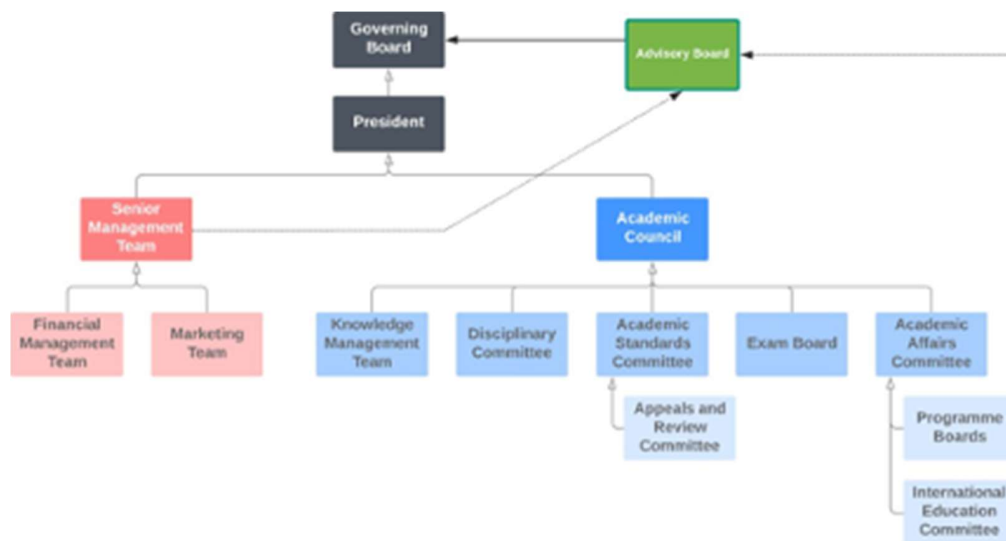 Governing
Board
Advisory Board
President
Senior
Management
Team
Academic
Council
Financial
Management
Team
Marketing
Team
Knowledge
Management
Team
Disciplinary
Committee
Academic
Standards
Committee
Exam Board
Academic
Affairs
Committee
Appeals and
Review
Committee
Programme
Boards
International
Education
Committee